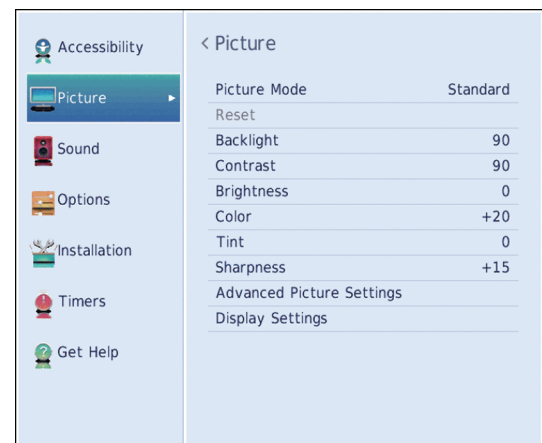 Accessibility
Picture
Sound
Options
Installation
Timers
Get Help
< Picture
Picture Mode Standard
Reset
Backlight 90
Contrast 90
Brightness 0
Color +20
Tint 0
Sharpness +15
Advanced Picture Settings
Display Settings